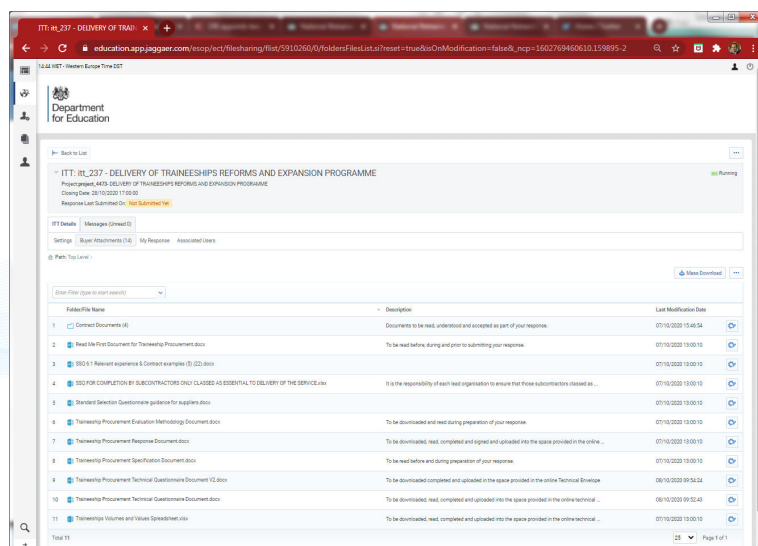 ITT: itt_237 - DELIVERY OF TRAIN
education.app.jaggaer.com/esop/ect/filesharing/flist/5910260/0/foldersFilesList.si?reset=true&isOnModification=false&_ncp=1602769460610.159895-2
14:44 WET - Western Europe Time DST
Department
for Education
Back to List
ITT: itt_237 - DELIVERY OF TRAINEESHIPS REFORMS AND EXPANSION PROGRAMME
Running
Project: project_4473- DELIVERY OF TRAINEESHIPS REFORMS AND EXPANSION PROGRAMME
Closing Date: 28/10/2020 17:00:00
Response Last Submitted On: Not Submitted Yet
ITT Details Messages (Unread 0)
Settings Buyer Attachments (14) My Response Associated Users
Path: Top Level
Mass Download
Enter Filter (type to start search)
Folder/File Name Description Last Modification Date
1 Contract Documents (4) Documents to be read, understood and accepted as part of your response. 07/10/2020 15:46:54
2 Read Me First Document for Traineeship Procurement.docx To be read before, during and prior to submitting your response. 07/10/2020 13:00:10
3 SSQ 6.1 Relevant experience & Contract examples (5) (22).docx 07/10/2020 13:00:10
4 SSQ FOR COMPLETION BY SUBCONTRACTORS ONLY CLASSED AS ESSENTIAL TO DELIVERY OF THE SERVICE.xlsx It is the responsibility of each lead organisation to ensure that those subcontractors classed as ... 07/10/2020 13:00:10
5 Standard Selection Questionnaire guidance for suppliers.docx 07/10/2020 13:00:10
6 Traineeship Procurement Evaluation Methodology Document.docx To be downloaded and read during preparation of your response. 07/10/2020 13:00:10
7 Traineeship Procurement Response Document.docx To be downloaded, read, completed and signed and uploaded into the space provided in the online ... 07/10/2020 13:00:10
8 Traineeship Procurement Specification Document.docx To be read before and during preparation of your response. 07/10/2020 13:00:10
9 Traineeship Procurement Technical Questionnaire Document V2.docx To be downloaded completed and uploaded in the space provided in the online Technical Envelope 08/10/2020 09:54:24
10 Traineeship Procurement Technical Questionnaire Document.docx To be downloaded, read, completed and uploaded into the space provided in the online technical ... 08/10/2020 09:52:43
11 Traineeships Volumes and Values Spreadsheet.xlsx To be downloaded, read, completed and uploaded into the space provided in the online technical ... 07/10/2020 13:00:10
Total 11 25 Page 1 of 1